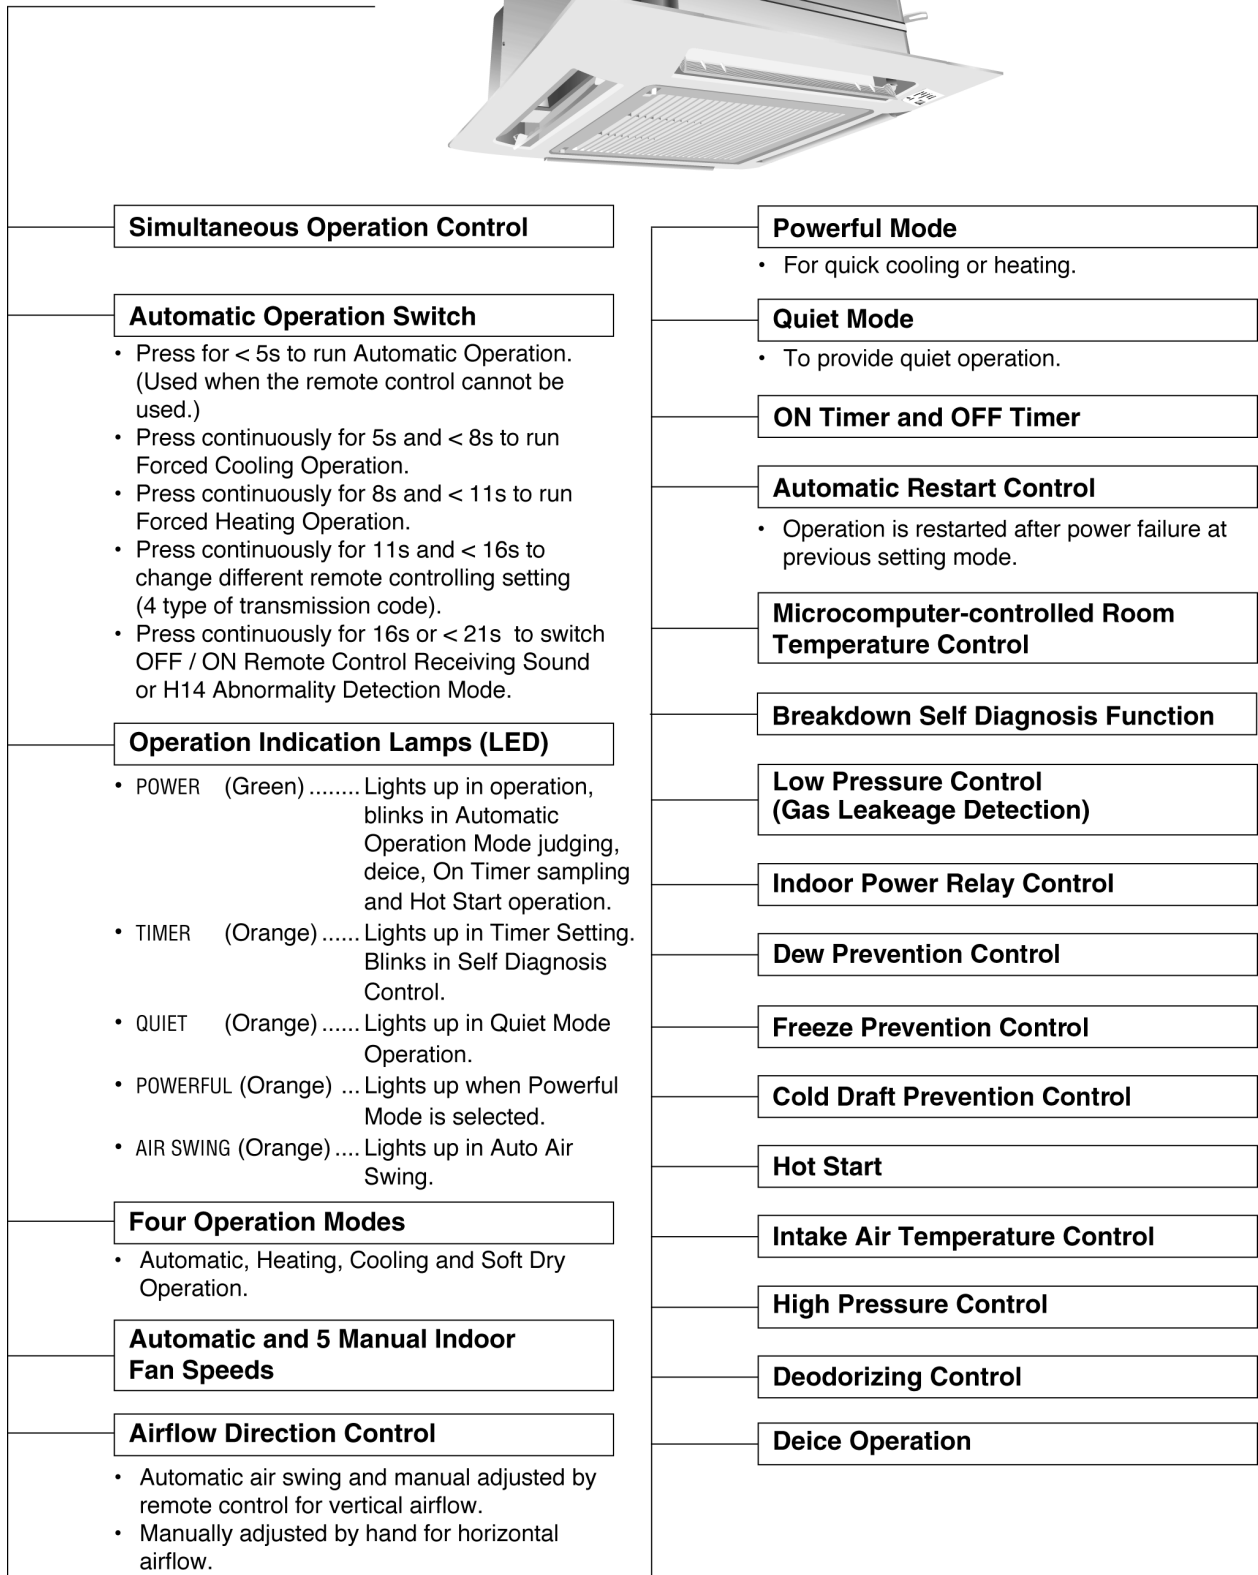 Simultaneous Operation Control
Automatic Operation Switch
• Press for < 5s to run Automatic Operation.
(Used when the remote control cannot be
used.)
• Press continuously for 5s and < 8s to run
Forced Cooling Operation.
• Press continuously for 8s and < 11s to run
Forced Heating Operation.
• Press continuously for 11s and < 16s to
change different remote controlling setting
(4 type of transmission code).
• Press continuously for 16s or < 21s to switch
OFF / ON Remote Control Receiving Sound
or H14 Abnormality Detection Mode.
Operation Indication Lamps (LED)
• POWER (Green) ........ Lights up in operation,
blinks in Automatic
Operation Mode judging,
deice, On Timer sampling
and Hot Start operation.
• TIMER (Orange) ...... Lights up in Timer Setting.
Blinks in Self Diagnosis
Control.
• QUIET (Orange) ...... Lights up in Quiet Mode
Operation.
• POWERFUL (Orange) ... Lights up when Powerful
Mode is selected.
• AIR SWING (Orange) .... Lights up in Auto Air
Swing.
Four Operation Modes
• Automatic, Heating, Cooling and Soft Dry
Operation.
Automatic and 5 Manual Indoor
Fan Speeds
Airflow Direction Control
• Automatic air swing and manual adjusted by
remote control for vertical airflow.
• Manually adjusted by hand for horizontal
airflow.
Powerful Mode
• For quick cooling or heating.
Quiet Mode
• To provide quiet operation.
ON Timer and OFF Timer
Automatic Restart Control
• Operation is restarted after power failure at
previous setting mode.
Microcomputer-controlled Room
Temperature Control
Breakdown Self Diagnosis Function
Low Pressure Control
(Gas Leakeage Detection)
Indoor Power Relay Control
Dew Prevention Control
Freeze Prevention Control
Cold Draft Prevention Control
Hot Start
Intake Air Temperature Control
High Pressure Control
Deodorizing Control
Deice Operation